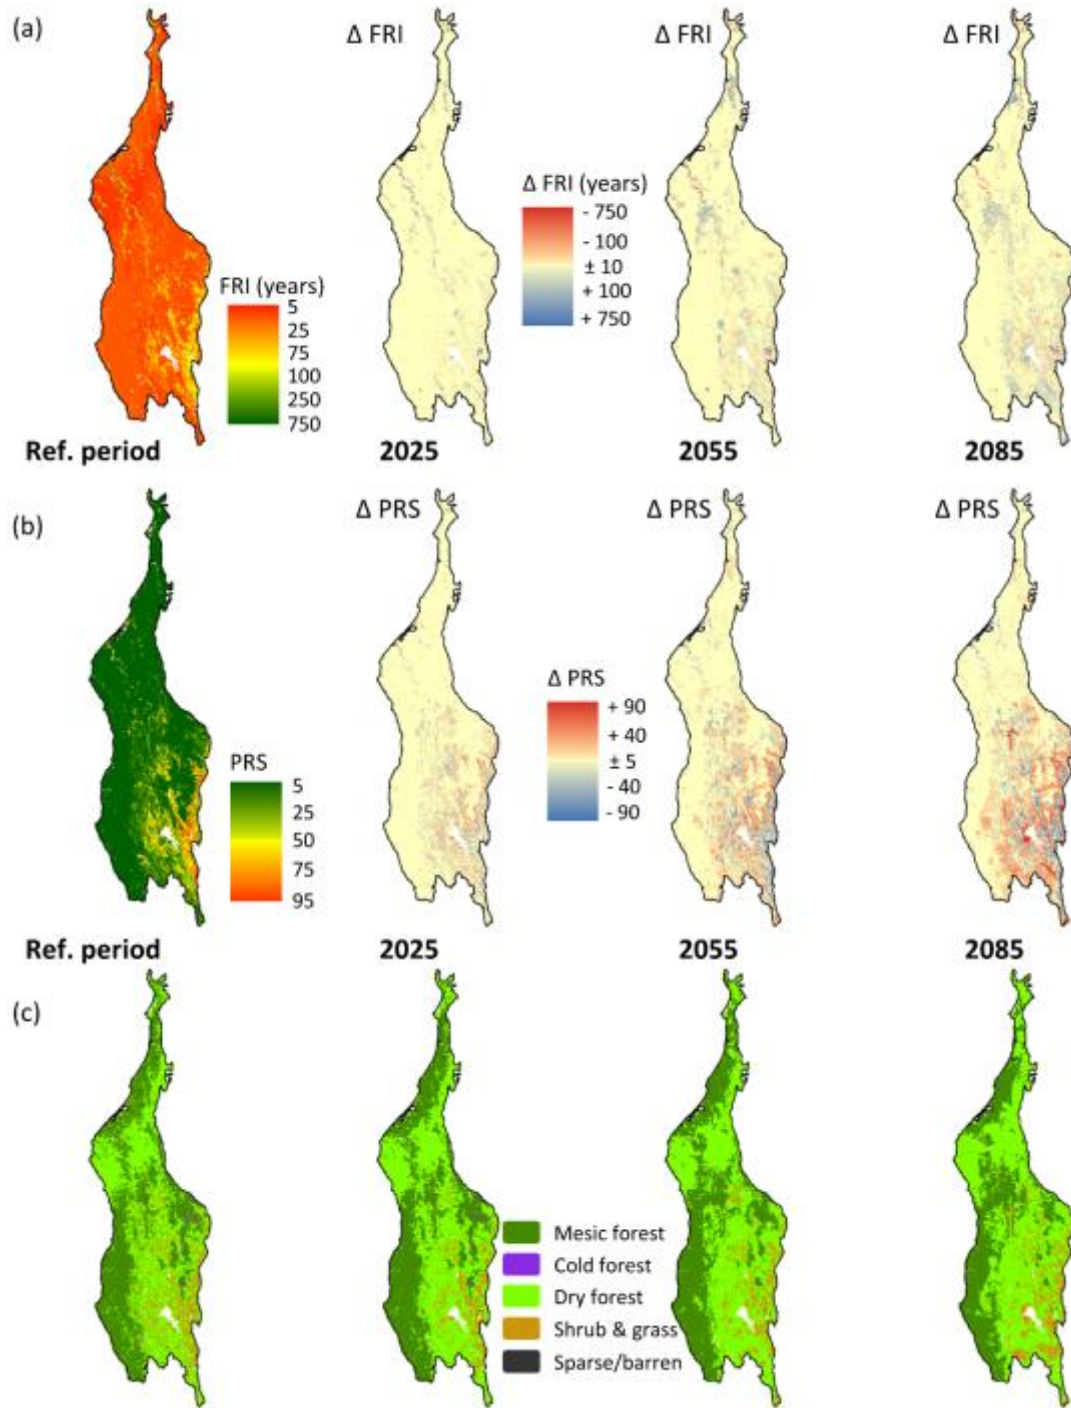 (a)
Δ FRI
Δ FRI
Δ FRI
Δ FRI (years)
- 750
- 100
± 10
+ 100
+ 750
FRI (years)
5
25
75
100
250
750
Ref. period
2025
2055
2085
(b)
Δ PRS
Δ PRS
Δ PRS
Δ PRS
+ 90
+ 40
± 5
- 40
- 90
PRS
5
25
50
75
95
Ref. period
2025
2055
2085
(c)
Mesic forest
Cold forest
Dry forest
Shrub & grass
Sparse/barren